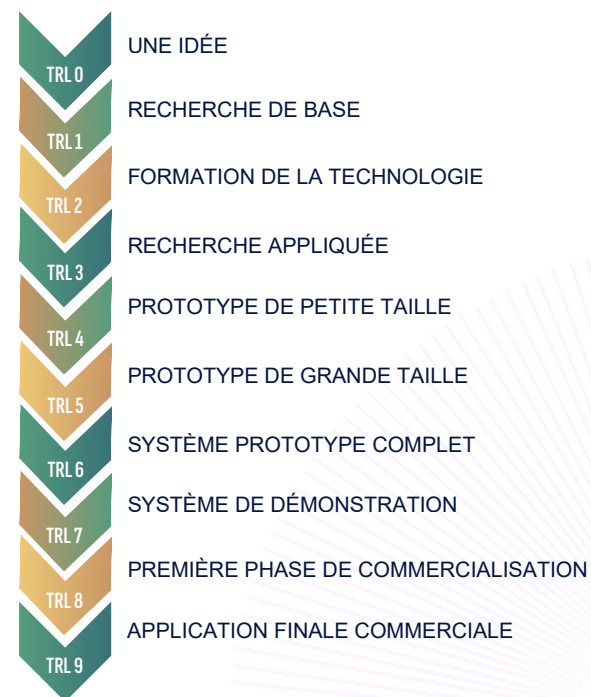 UNE IDÉE
TRL 0
RECHERCHE DE BASE
TRL 1
FORMATION DE LA TECHNOLOGIE
TRL 2
RECHERCHE APPLIQUÉE
TRL 3
PROTOTYPE DE PETITE TAILLE
TRL 4
PROTOTYPE DE GRANDE TAILLE
TRL 5
SYSTÈME PROTOTYPE COMPLET
TRL 6
SYSTÈME DE DÉMONSTRATION
TRL 7
PREMIÈRE PHASE DE COMMERCIALISATION
TRL 8
APPLICATION FINALE COMMERCIALE
TRL 9